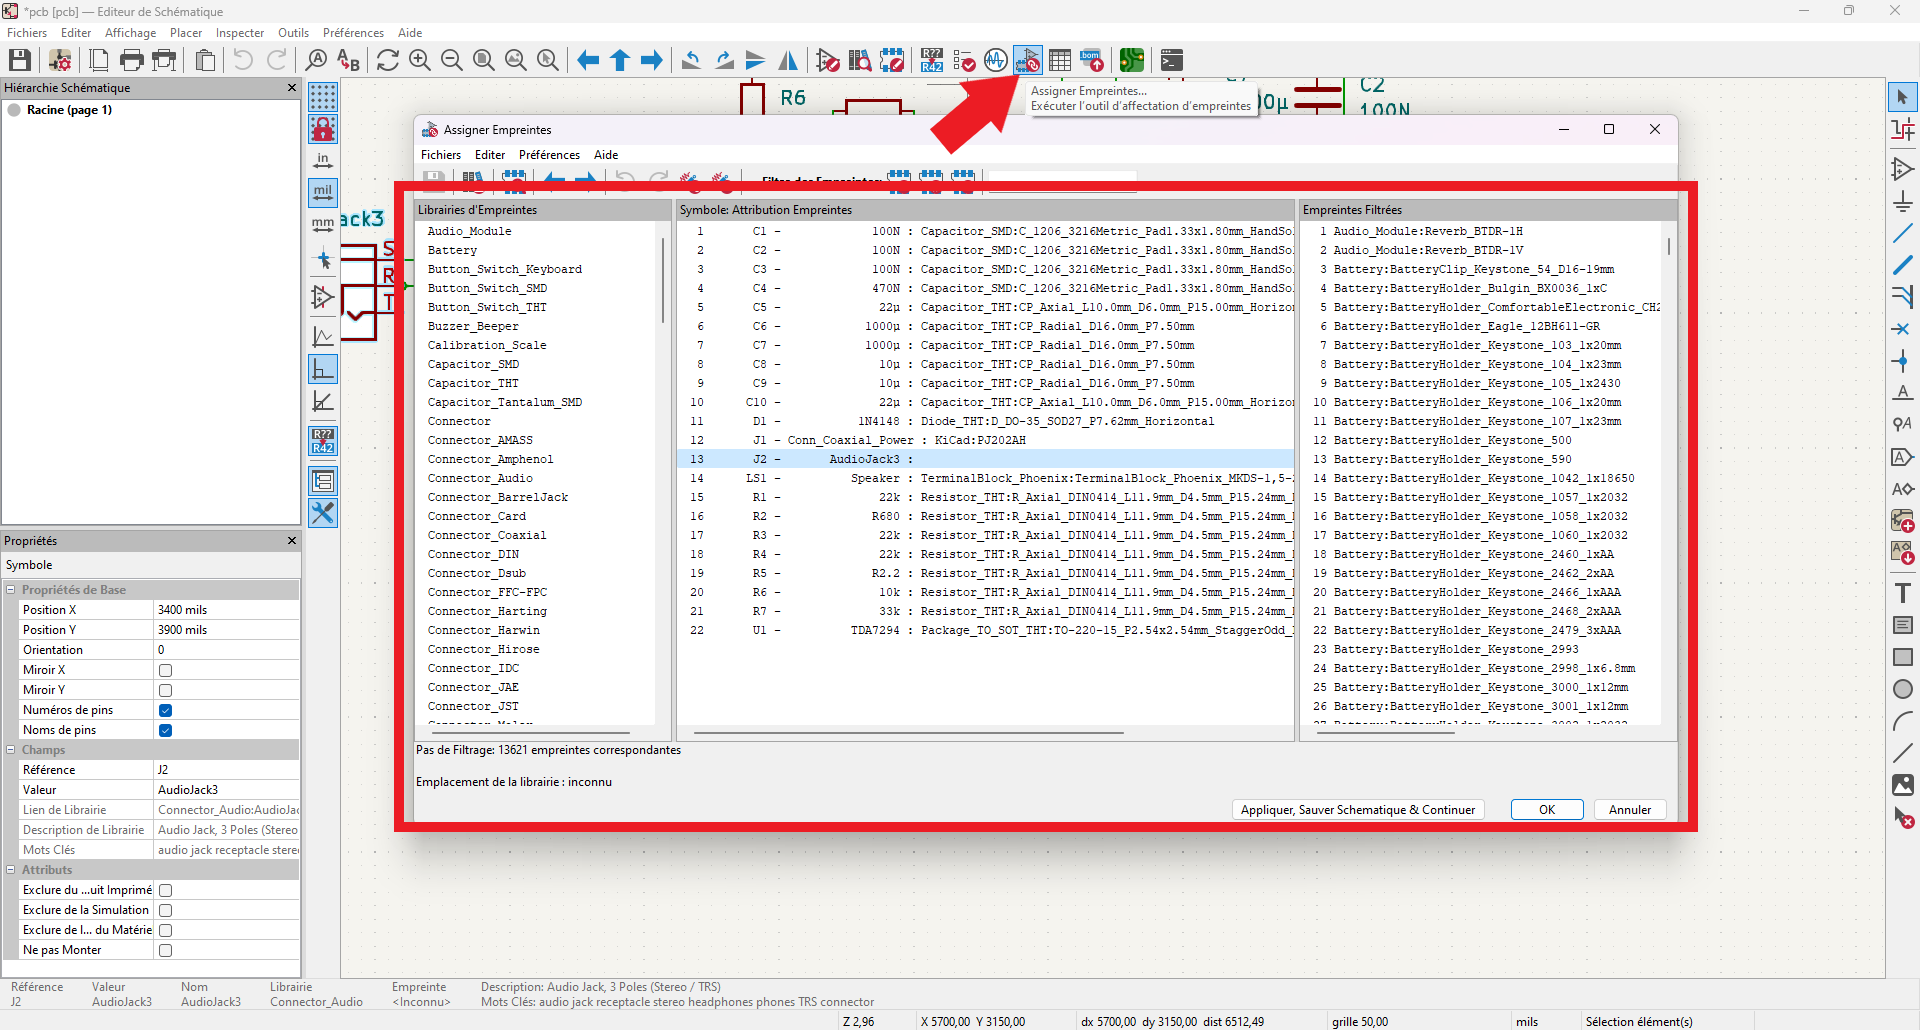 *pcb [pcb] — Editeur de Schématique
Fichiers Editer Affichage Placer Inspecter Outils Préférences Aide
Hiérarchie Schématique
Racine (page 1)
in
mil
mm
R??
R42
R6
C2
100N
00µ
ack3
S
R
T
Assigner Empreintes...
Exécuter l'outil d'affectation d'empreintes
Assigner Empreintes
Fichiers Editer Préférences Aide
Filtre des Empreintes:
Librairies d'Empreintes
Audio_Module
Battery
Button_Switch_Keyboard
Button_Switch_SMD
Button_Switch_THT
Buzzer_Beeper
Calibration_Scale
Capacitor_SMD
Capacitor_THT
Capacitor_Tantalum_SMD
Connector
Connector_AMASS
Connector_Amphenol
Connector_Audio
Connector_BarrelJack
Connector_Card
Connector_Coaxial
Connector_DIN
Connector_Dsub
Connector_FFC-FPC
Connector_Harting
Connector_Harwin
Connector_Hirose
Connector_IDC
Connector_JAE
Connector_JST
Symbole: Attribution Empreintes
1 C1 - 100N : Capacitor_SMD:C_1206_3216Metric_Pad1.33x1.80mm_HandSo
2 C2 - 100N : Capacitor_SMD:C_1206_3216Metric_Pad1.33x1.80mm_HandSo
3 C3 - 100N : Capacitor_SMD:C_1206_3216Metric_Pad1.33x1.80mm_HandSo
4 C4 - 470N : Capacitor_SMD:C_1206_3216Metric_Pad1.33x1.80mm_HandSo
5 C5 - 22µ : Capacitor_THT:CP_Axial_L10.0mm_D6.0mm_P15.00mm_Horizo
6 C6 - 1000µ : Capacitor_THT:CP_Radial_D16.0mm_P7.50mm
7 C7 - 1000µ : Capacitor_THT:CP_Radial_D16.0mm_P7.50mm
8 C8 - 10µ : Capacitor_THT:CP_Radial_D16.0mm_P7.50mm
9 C9 - 10µ : Capacitor_THT:CP_Radial_D16.0mm_P7.50mm
10 C10 - 22µ : Capacitor_THT:CP_Axial_L10.0mm_D6.0mm_P15.00mm_Horizo
11 D1 - 1N4148 : Diode_THT:D_DO-35_SOD27_P7.62mm_Horizontal
12 J1 - Conn_Coaxial_Power : KiCad:PJ202AH
13 J2 - AudioJack3 :
14 LS1 - Speaker : TerminalBlock_Phoenix:TerminalBlock_Phoenix_MKDS-1,5-
15 R1 - 22k : Resistor_THT:R_Axial_DIN0414_L11.9mm_D4.5mm_P15.24mm_
16 R2 - R680 : Resistor_THT:R_Axial_DIN0414_L11.9mm_D4.5mm_P15.24mm_
17 R3 - 22k : Resistor_THT:R_Axial_DIN0414_L11.9mm_D4.5mm_P15.24mm_
18 R4 - 22k : Resistor_THT:R_Axial_DIN0414_L11.9mm_D4.5mm_P15.24mm_
19 R5 - R2.2 : Resistor_THT:R_Axial_DIN0414_L11.9mm_D4.5mm_P15.24mm_
20 R6 - 10k : Resistor_THT:R_Axial_DIN0414_L11.9mm_D4.5mm_P15.24mm_
21 R7 - 33k : Resistor_THT:R_Axial_DIN0414_L11.9mm_D4.5mm_P15.24mm_
22 U1 - TDA7294 : Package_TO_SOT_THT:TO-220-15_P2.54x2.54mm_StaggerOdd_
Empreintes Filtrées
1 Audio_Module:Reverb_BTDR-1H
2 Audio_Module:Reverb_BTDR-1V
3 Battery:BatteryClip_Keystone_54_D16-19mm
4 Battery:BatteryHolder_Bulgin_BX0036_1xC
5 Battery:BatteryHolder_ComfortableElectronic_CH2
6 Battery:BatteryHolder_Eagle_12BH611-GR
7 Battery:BatteryHolder_Keystone_103_1x20mm
8 Battery:BatteryHolder_Keystone_104_1x23mm
9 Battery:BatteryHolder_Keystone_105_1x2430
10 Battery:BatteryHolder_Keystone_106_1x20mm
11 Battery:BatteryHolder_Keystone_107_1x23mm
12 Battery:BatteryHolder_Keystone_500
13 Battery:BatteryHolder_Keystone_590
14 Battery:BatteryHolder_Keystone_1042_1x18650
15 Battery:BatteryHolder_Keystone_1057_1x2032
16 Battery:BatteryHolder_Keystone_1058_1x2032
17 Battery:BatteryHolder_Keystone_1060_1x2032
18 Battery:BatteryHolder_Keystone_2460_1xAA
19 Battery:BatteryHolder_Keystone_2462_2xAA
20 Battery:BatteryHolder_Keystone_2466_1xAAA
21 Battery:BatteryHolder_Keystone_2468_2xAAA
22 Battery:BatteryHolder_Keystone_2479_3xAAA
23 Battery:BatteryHolder_Keystone_2993
24 Battery:BatteryHolder_Keystone_2998_1x6.8mm
25 Battery:BatteryHolder_Keystone_3000_1x12mm
26 Battery:BatteryHolder_Keystone_3001_1x12mm
Pas de Filtrage: 13621 empreintes correspondantes
Emplacement de la librairie : inconnu
Appliquer, Sauver Schematique & Continuer OK Annuler
Propriétés
Symbole
Propriétés de Base
Position X 3400 mils
Position Y 3900 mils
Orientation 0
Miroir X
Miroir Y
Numéros de pins
Noms de pins
Champs
Référence J2
Valeur AudioJack3
Lien de Librairie Connector_Audio:AudioJac
Description de Librairie Audio Jack, 3 Poles (Stereo
Mots Clés audio jack receptacle stere
Attributs
Exclure du ...uit Imprimé
Exclure de la Simulation
Exclure de l... du Matérie
Ne pas Monter
Référence Valeur Nom Librairie Empreinte Description: Audio Jack, 3 Poles (Stereo / TRS)
J2 AudioJack3 AudioJack3 Connector_Audio <Inconnu> Mots Clés: audio jack receptacle stereo headphones phones TRS connector
Z 2,96 X 5700,00 Y 3150,00 dx 5700,00 dy 3150,00 dist 6512,49 grille 50,00 mils Sélection élément(s)